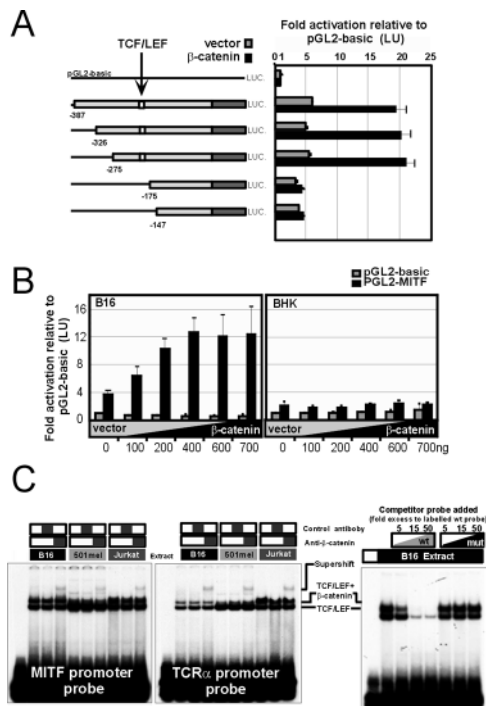 A
Fold activation relative to
pGL2-basic (LU)
TCF/LEF
vector
β-catenin
0 1 5 10 15 20 25
pGL2-basic
LUC.
-387
LUC.
-326
LUC.
-275
LUC.
-175
LUC.
-147
LUC.
B
pGL2-basic
PGL2-MITF
Fold activation relative to
pGL2-basic (LU)
B16
BHK
16
12
8
4
0
vector
β-catenin
vector
β-catenin
0 100 200 400 600 700
0 100 200 400 600 700ng
C
Competitor probe added
(fold excess to labelled wt probe)
5 15 50
5 15 50
wt
mut
Control antiboby
Anti-β-catenin
B16
501mel
Jurkat
Extract
B16
501mel
Jurkat
B16 Extract
Supershift
TCF/LEF+
β-catenin
TCF/LEF
MITF promoter
probe
TCRα promoter
probe